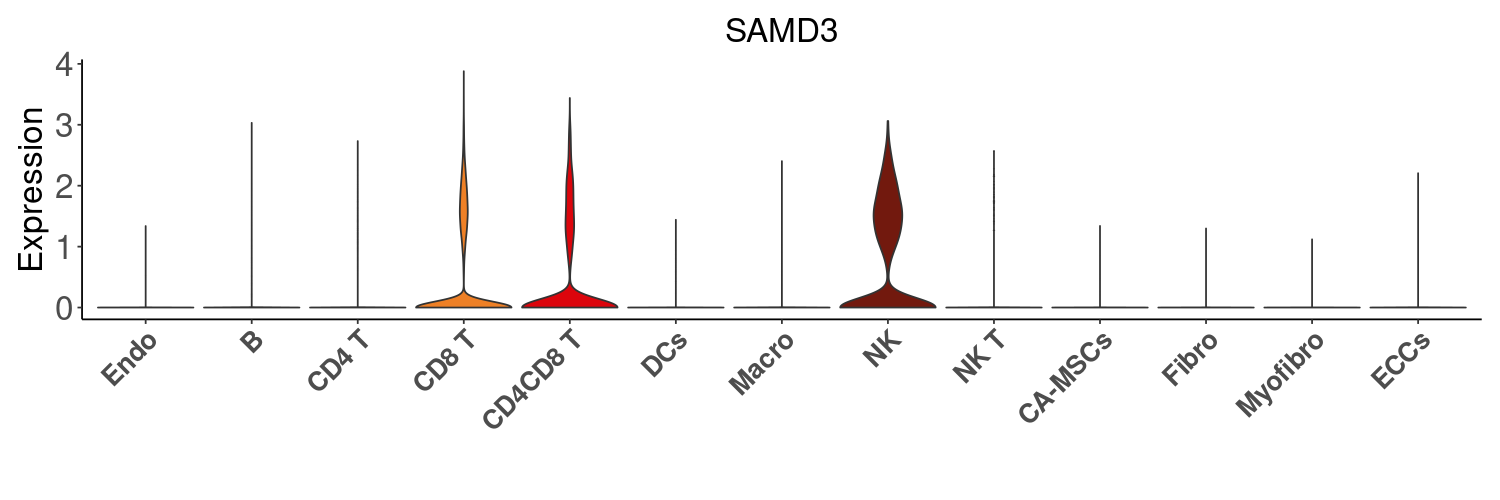 SAMD3
Expression
4
3
2
1
0
Endo
B
CD4 T
CD8 T
CD4CD8 T
DCs
Macro
NK
NK T
CA-MSCs
Fibro
Myofibro
ECCs